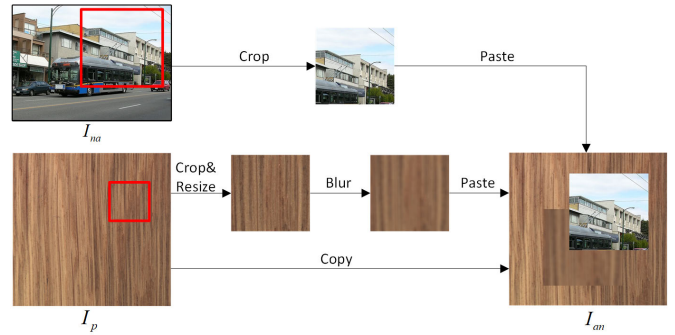 Crop
Paste
I_na
Crop&
Resize
Blur
Paste
Copy
I_p
I_an